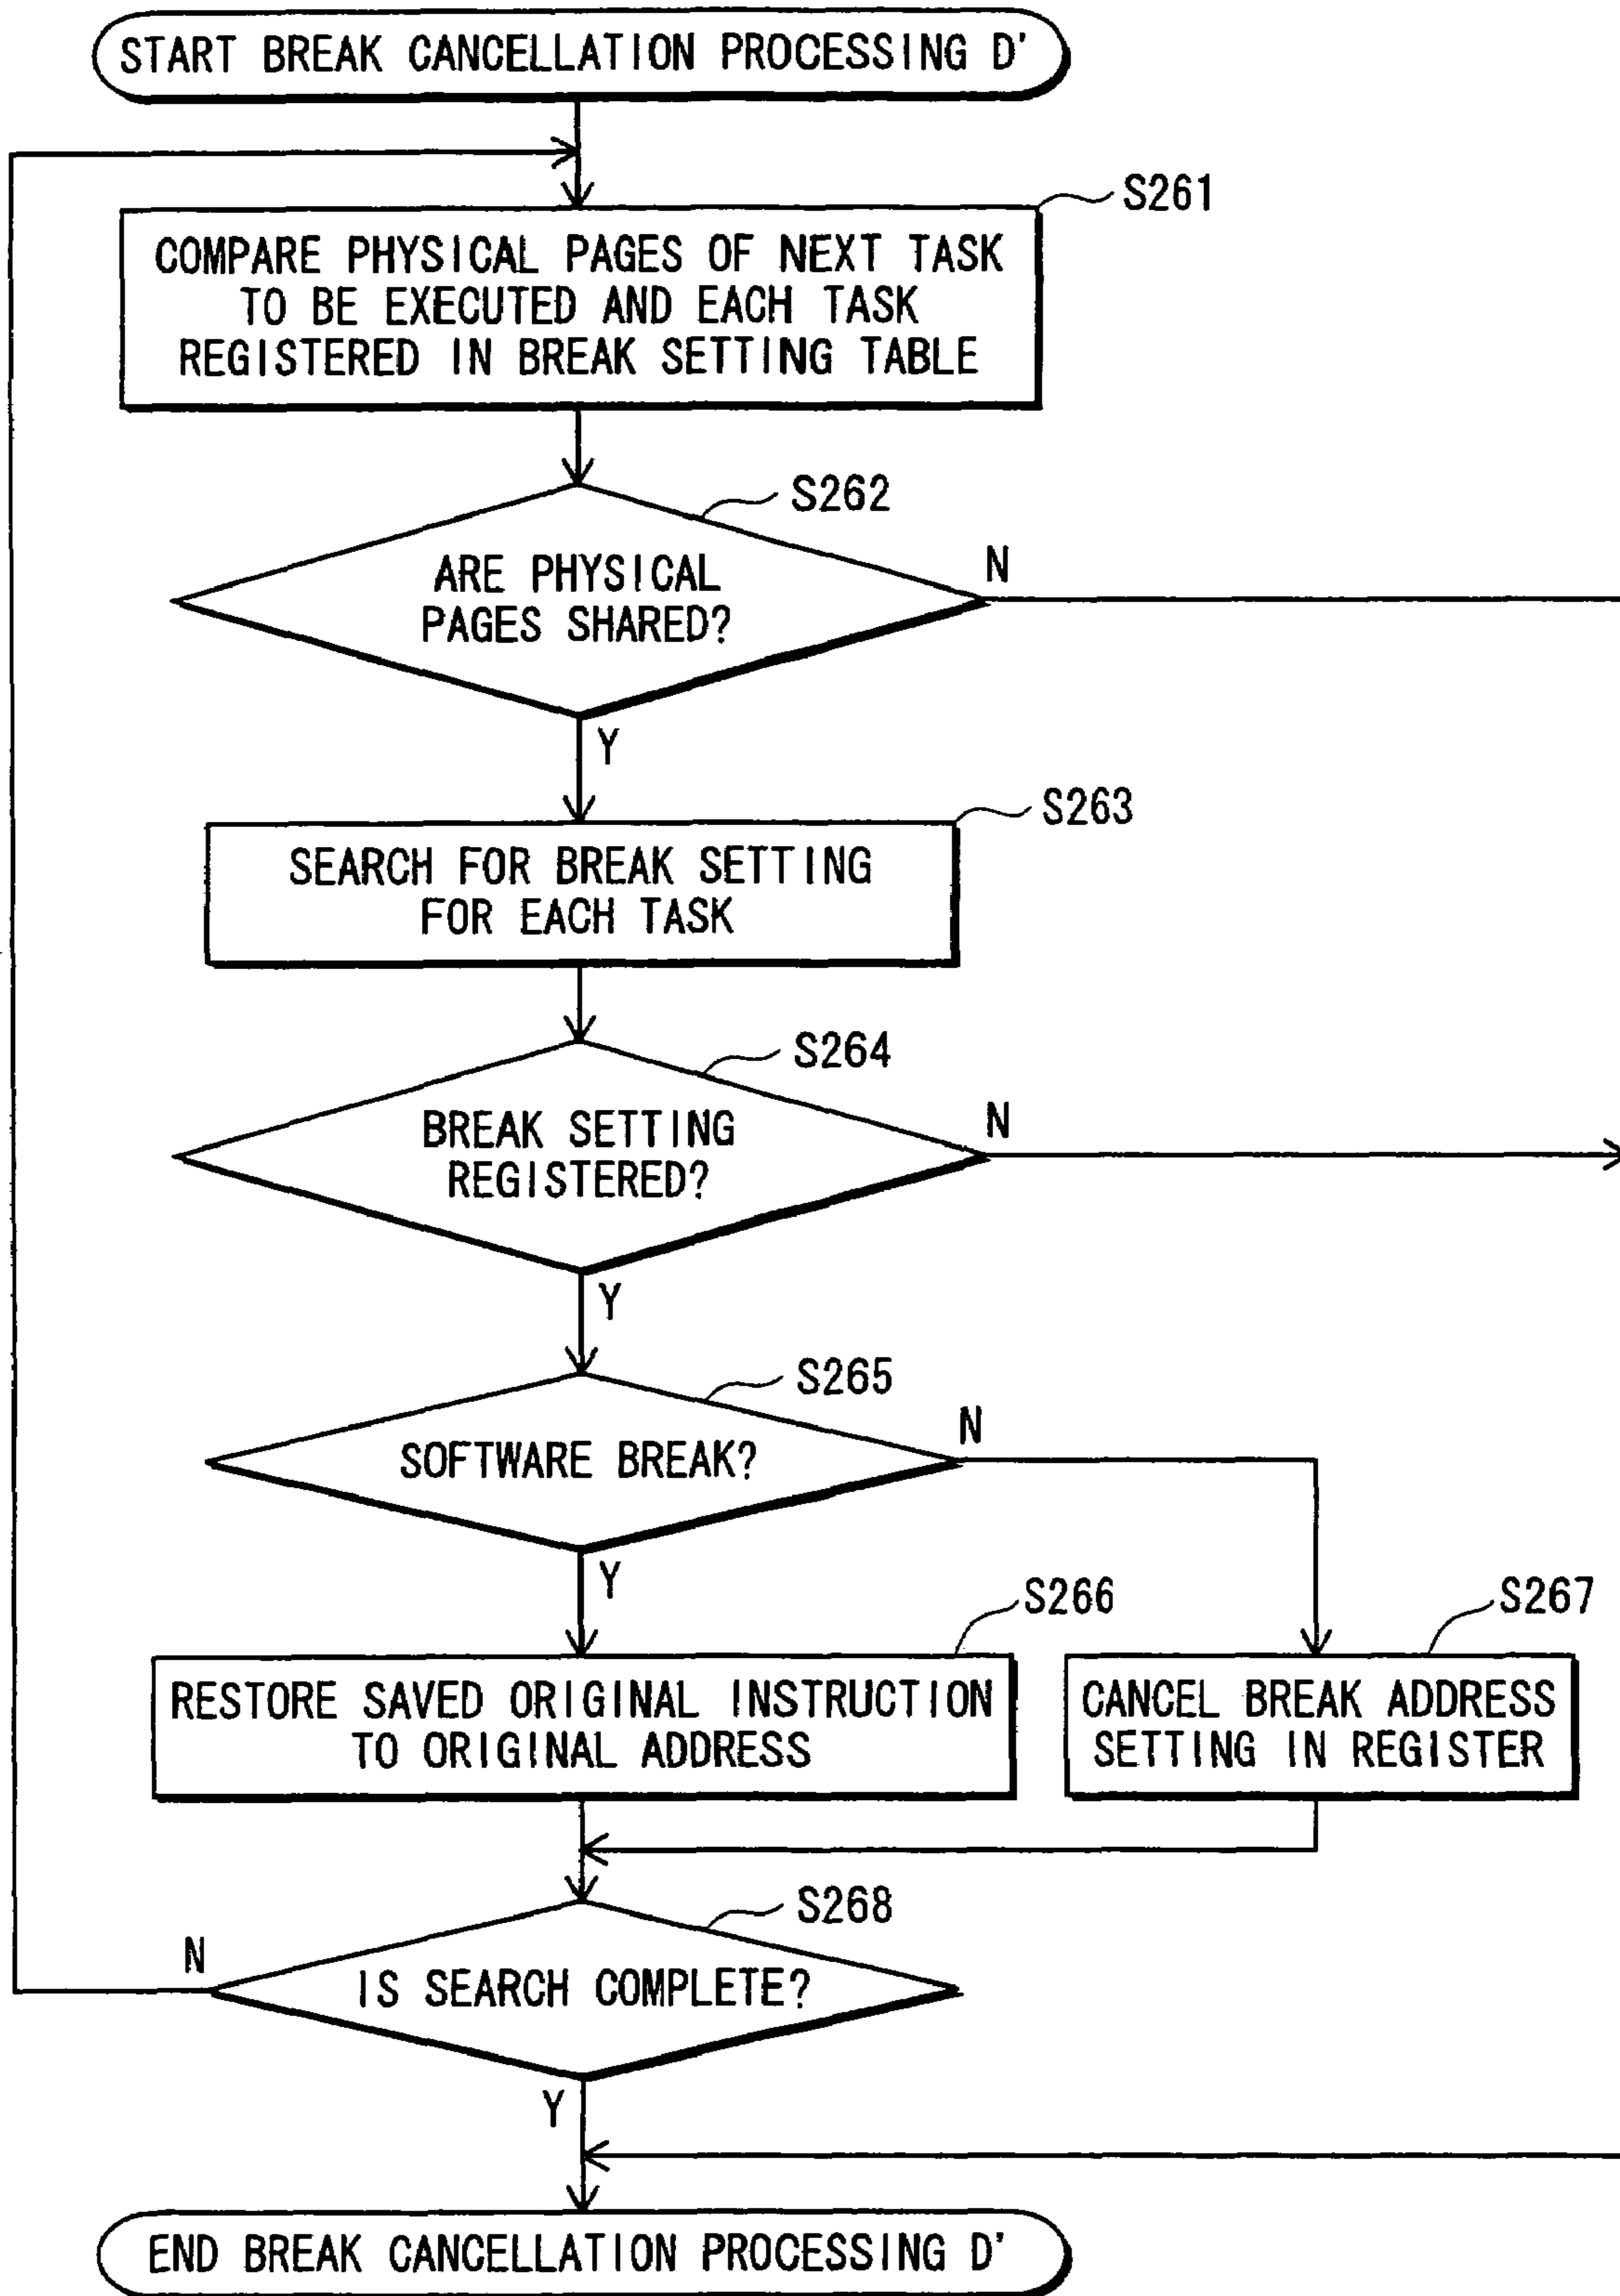 START BREAK CANCELLATION PROCESSING D'
S261
COMPARE PHYSICAL PAGES OF NEXT TASK
TO BE EXECUTED AND EACH TASK
REGISTERED IN BREAK SETTING TABLE
S262
ARE PHYSICAL
PAGES SHARED?
N
Y
S263
SEARCH FOR BREAK SETTING
FOR EACH TASK
S264
BREAK SETTING
REGISTERED?
N
Y
S265
SOFTWARE BREAK?
N
Y
S266
RESTORE SAVED ORIGINAL INSTRUCTION
TO ORIGINAL ADDRESS
S267
CANCEL BREAK ADDRESS
SETTING IN REGISTER
S268
N
IS SEARCH COMPLETE?
Y
END BREAK CANCELLATION PROCESSING D'